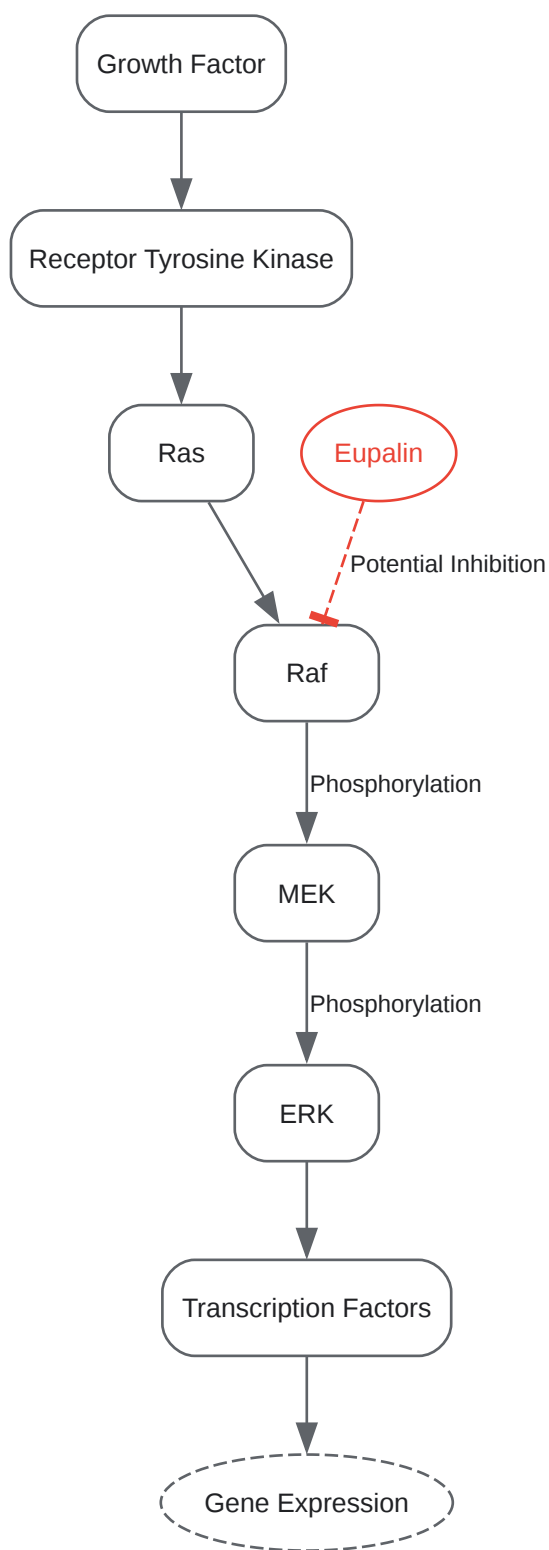 Growth Factor
Receptor Tyrosine Kinase
Ras
Eupalin
Potential Inhibition
Raf
Phosphorylation
MEK
Phosphorylation
ERK
Transcription Factors
Gene Expression